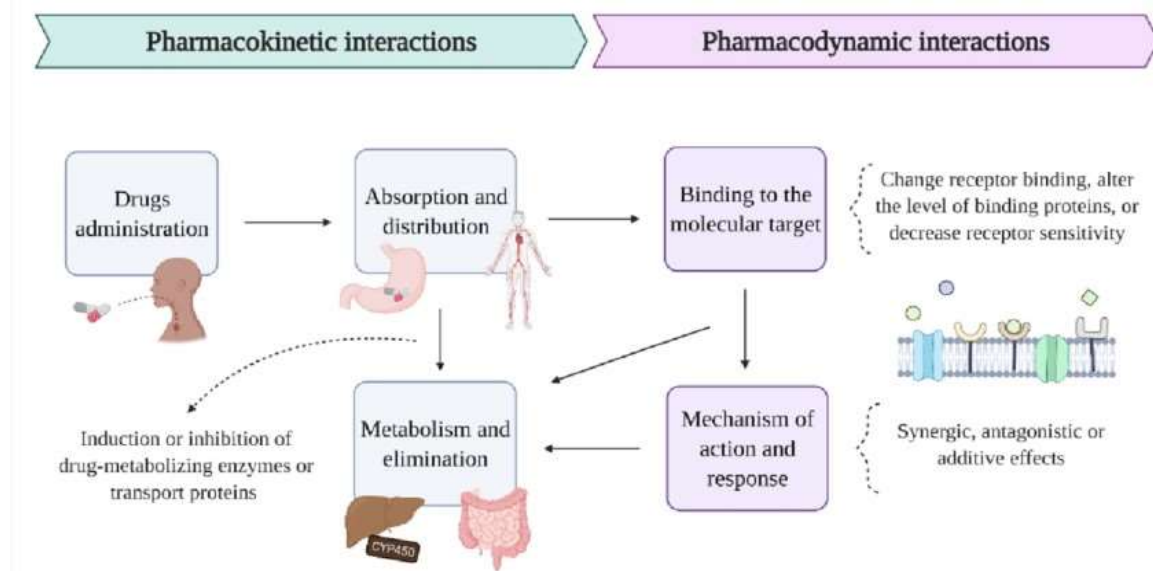 Pharmacokinetic interactions
Pharmacodynamic interactions
Drugs
administration
Absorption and
distribution
Binding to the
molecular target
Change receptor binding, alter
the level of binding proteins, or
decrease receptor sensitivity
Induction or inhibition of
drug-metabolizing enzymes or
transport proteins
Metabolism and
elimination
CYP450
Mechanism of
action and
response
Synergic, antagonistic or
additive effects